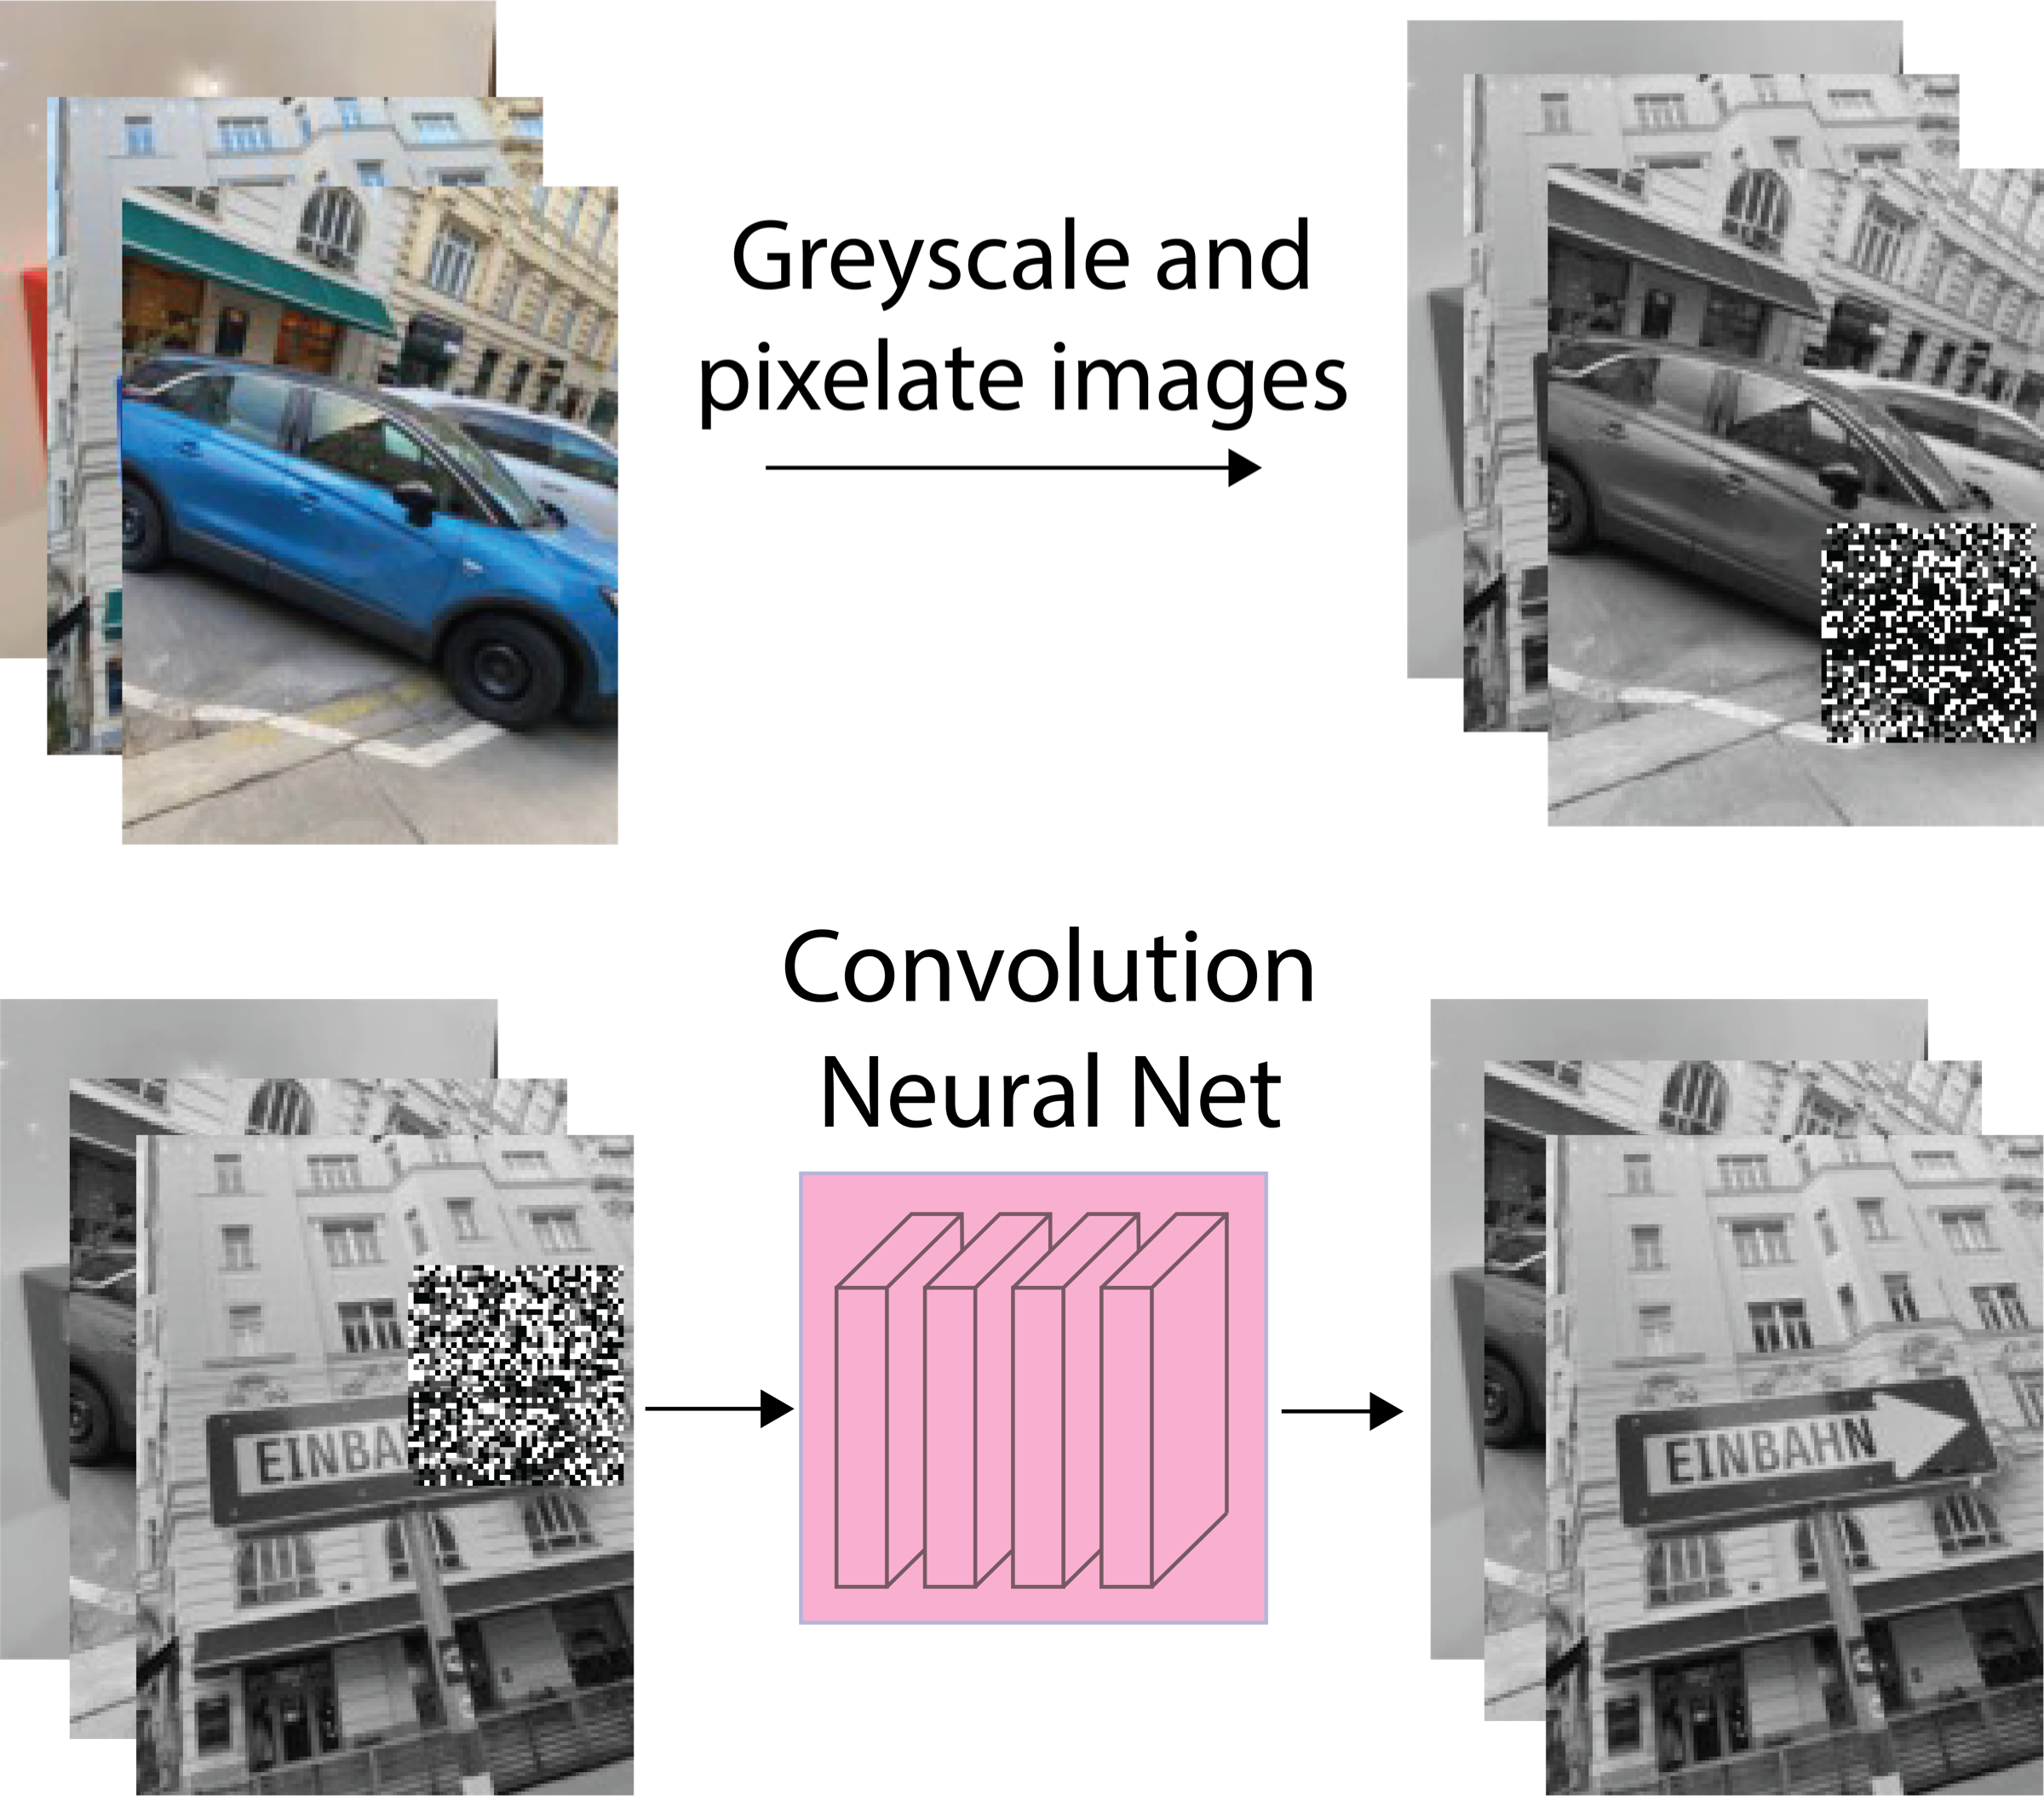 Greyscale and
pixelate images
Convolution
Neural Net
EINBA
EINBAHN